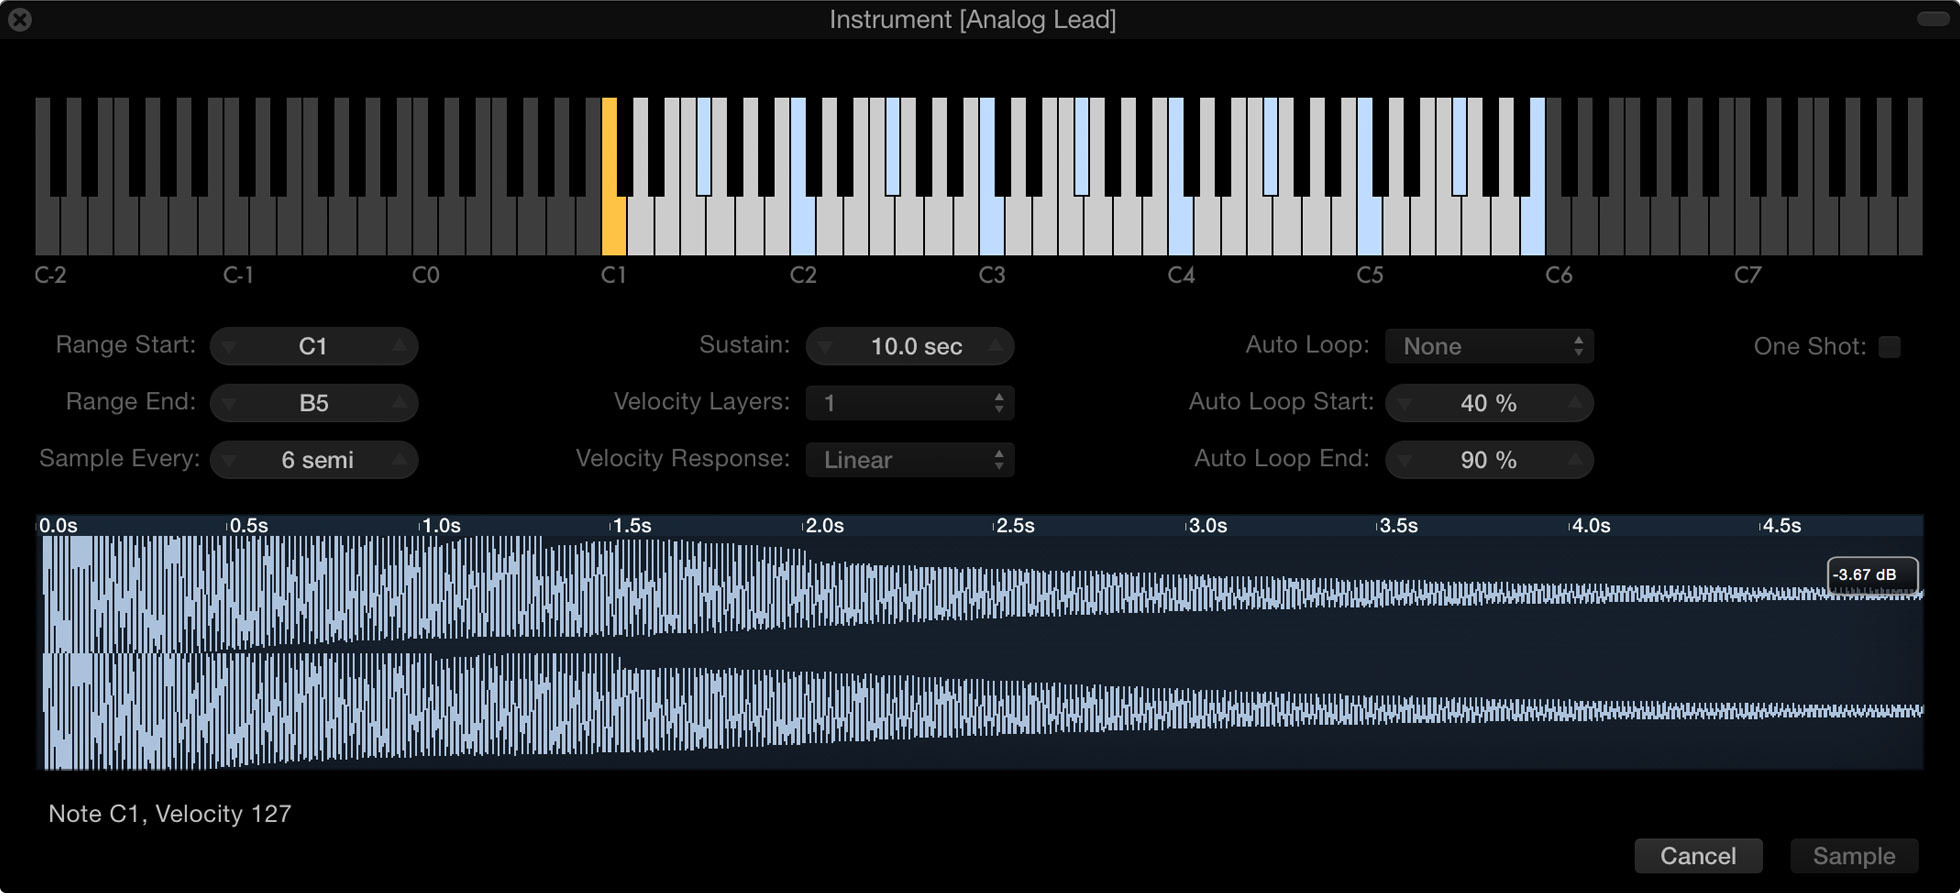 Instrument [Analog Lead]
C-2 C-1 C0 C1 C2 C3 C4 C5 C6 C7
Range Start: C1 Sustain: 10.0 sec Auto Loop: None One Shot:
Range End: B5 Velocity Layers: 1 Auto Loop Start: 40 %
Sample Every: 6 semi Velocity Response: Linear Auto Loop End: 90 %
0.0s 0.5s 1.0s 1.5s 2.0s 2.5s 3.0s 3.5s 4.0s 4.5s
-3.67 dB
Note C1, Velocity 127
Cancel Sample